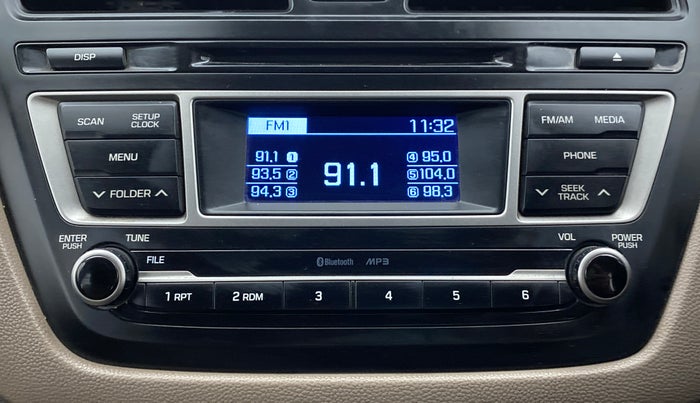 DISP
SCAN
SETUP
CLOCK
MENU
FOLDER
FM1
11:32
91.1 1
93.5 2
94.3 3
91.1
4 95.0
5 104.0
6 98.3
FM/AM
MEDIA
PHONE
SEEK
TRACK
ENTER
PUSH
TUNE
FILE
Bluetooth
MP3
VOL
POWER
PUSH
1 RPT
2 RDM
3
4
5
6